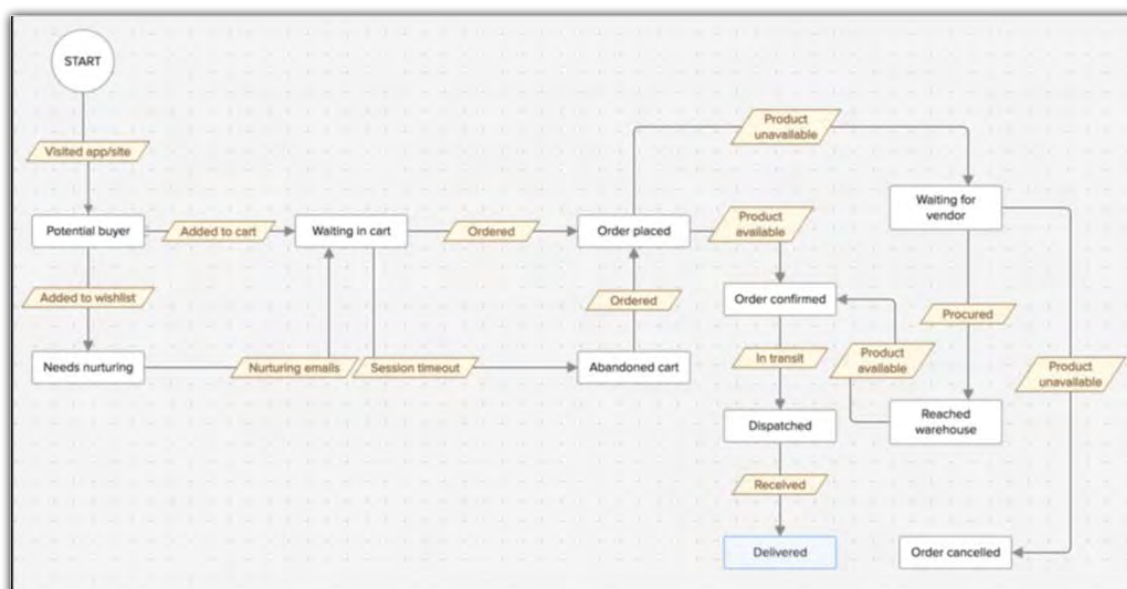 START
Visited app/site
Potential buyer
Added to cart
Waiting in cart
Ordered
Order placed
Product
unavailable
Waiting for
vendor
Product
available
Added to wishlist
Ordered
Order confirmed
Procured
Needs nurturing
Nurturing emails
Session timeout
Abandoned cart
In transit
Product
available
Product
unavailable
Dispatched
Reached
warehouse
Received
Delivered
Order cancelled